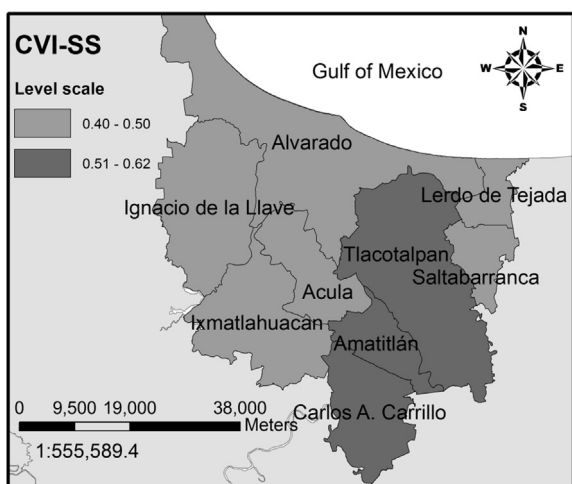 CVI-SS
N
W E
S
Gulf of Mexico
Level scale
0.40 - 0.50
0.51 - 0.62
Alvarado
Lerdo de Tejada
Ignacio de la Llave
Tlacotalpan
Saltabarranca
Acula
Ixmatlahuacan
Amatitlán
Carlos A. Carrillo
0 9,500 19,000 38,000
Meters
1:555,589.4